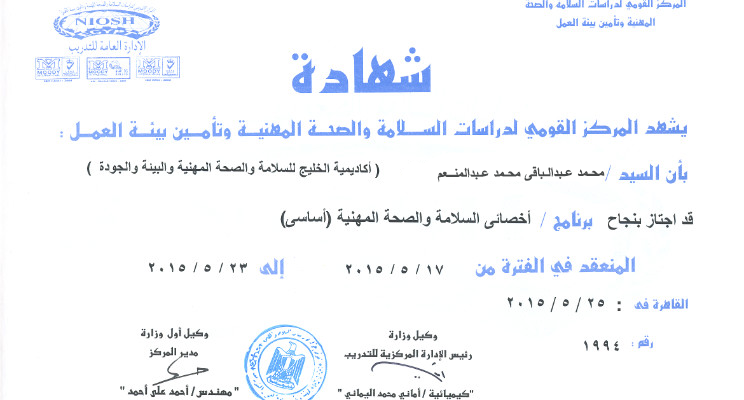 المركز القومي لدراسات السلامة والصحة
المهنية وتأمين بيئة العمل
NIOSH
الإدارة العامة للتدريب
شهادة
يشهد المركز القومي لدراسات السلامة والصحة المهنية وتأمين بيئة العمل :
بأن السيد / محمد عبدالباقى محمد عبدالمنعم ( أكاديمية الخليج للسلامة والصحة المهنية والبيئة والجودة )
قد اجتاز بنجاح برنامج / أخصائى السلامة والصحة المهنية (أساسى)
المنعقد في الفترة من ١٧ / ٥ / ٢٠١٥ إلى ٢٣ / ٥ / ٢٠١٥
القاهرة فى : ٢٥ / ٥ / ٢٠١٥
رقم : ١٩٩٤
وكيل وزارة
رئيس الإدارة المركزية للتدريب
"كيميائية / أماني محمد اليماني "
وكيل أول وزارة
مدير المركز
"مهندس / أحمد على أحمد "